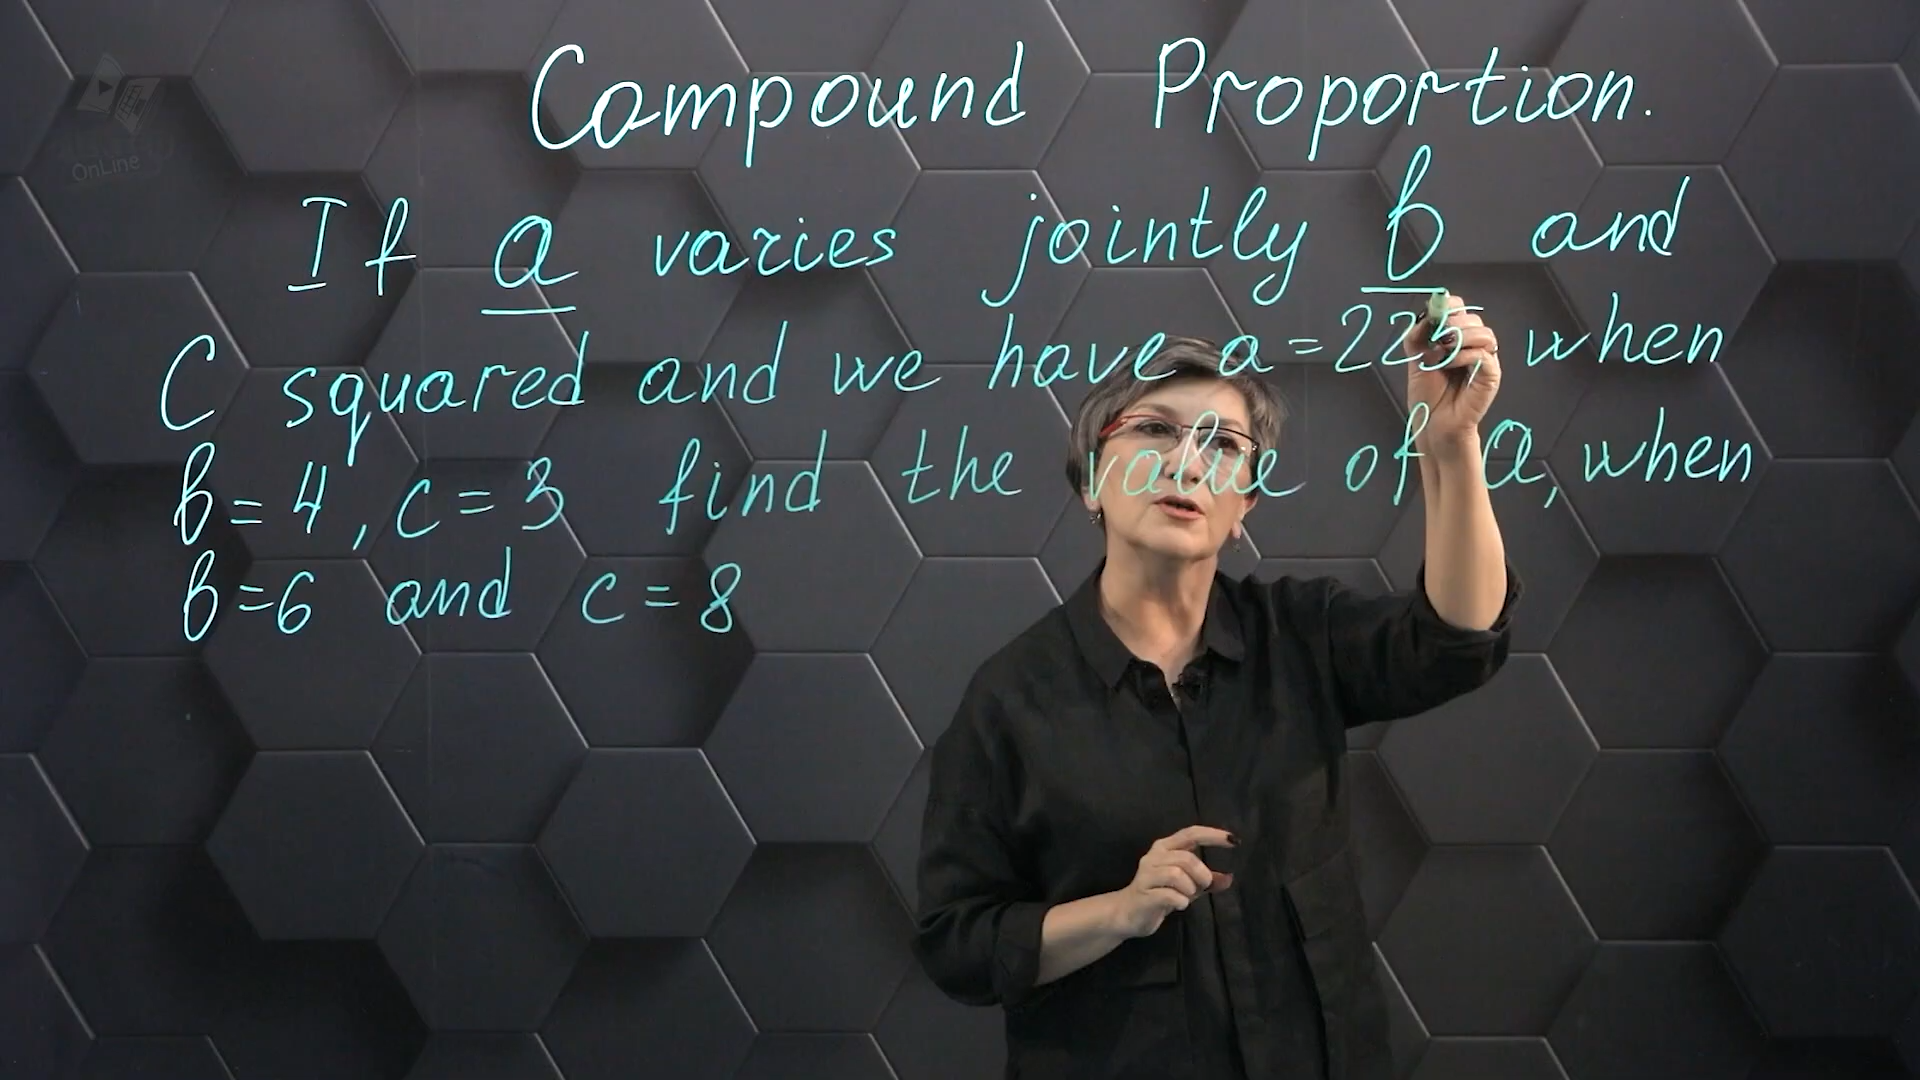 Compound Proportion.
If a varies jointly b and
C squared and we have a=225, when
b=4, c=3 find the value of a, when
b=6 and c=8
OnLine